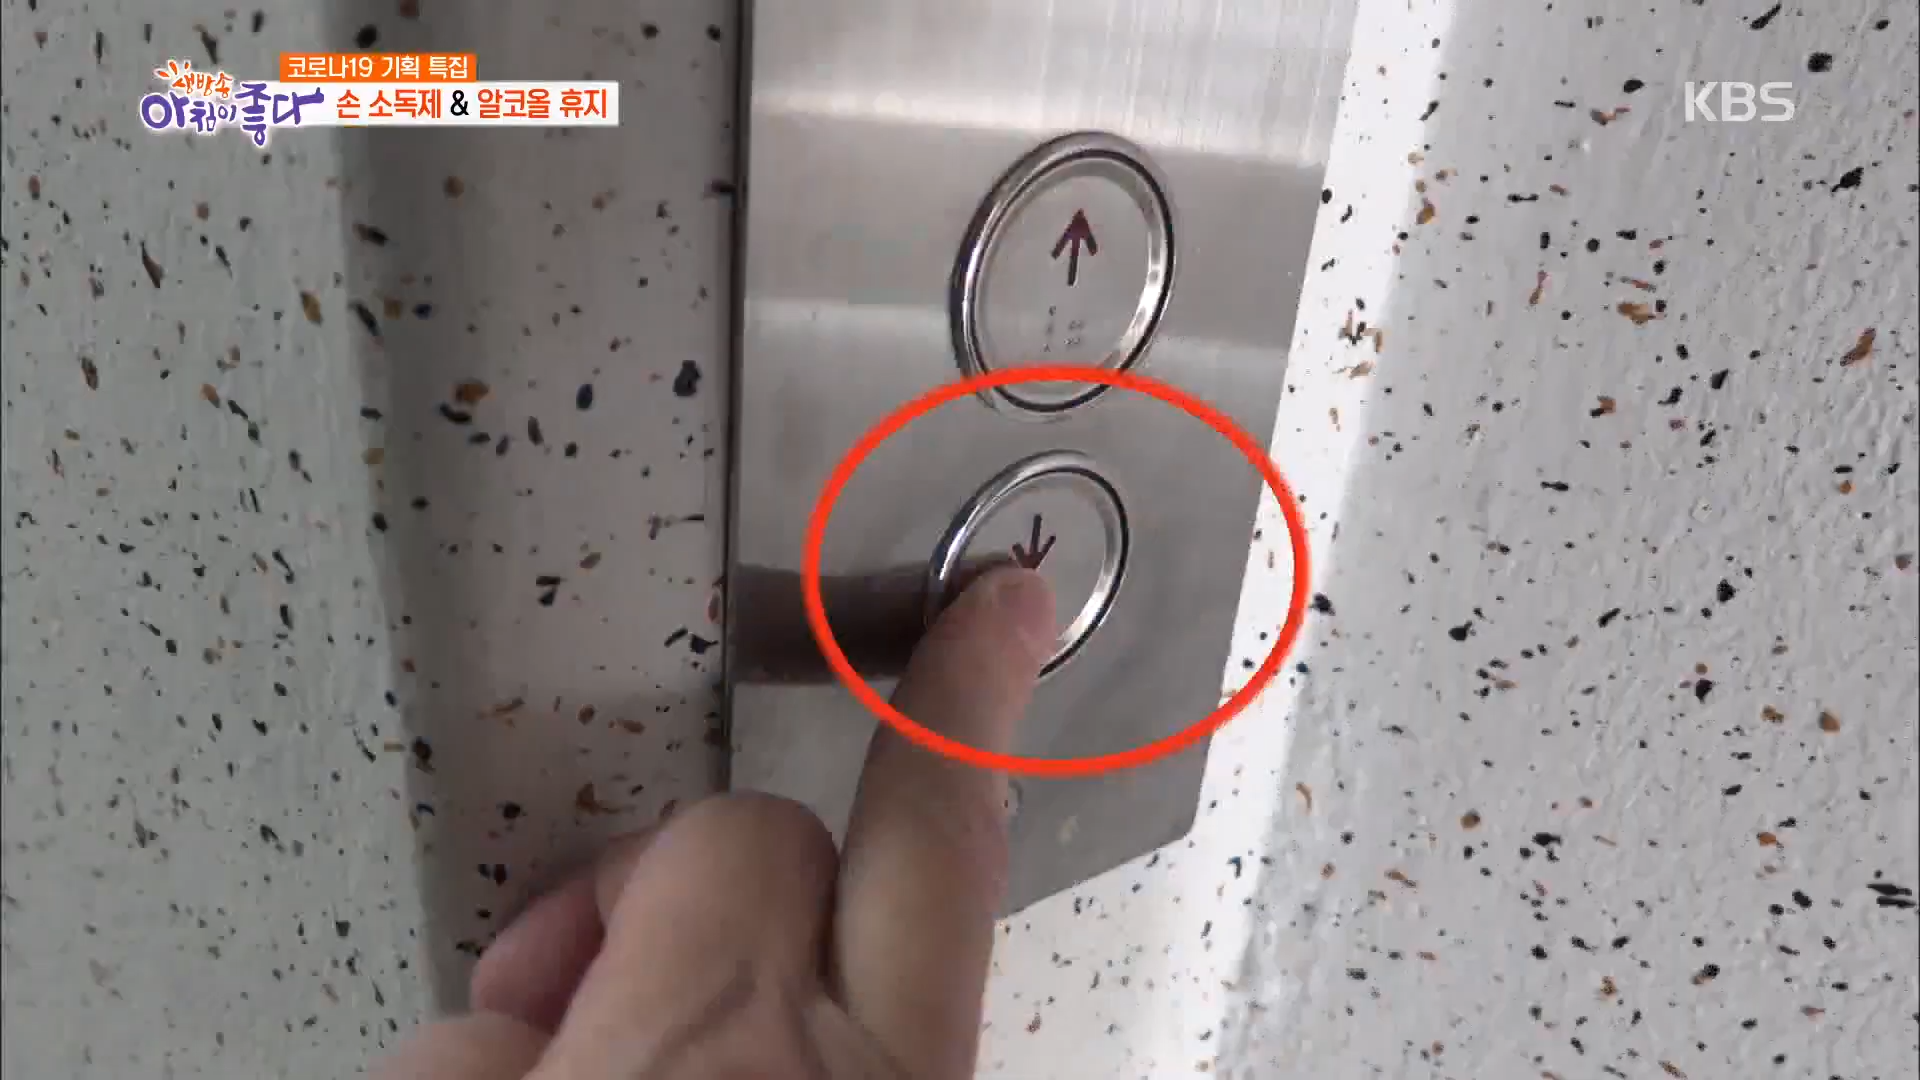 코로나19 기획 특집
생방송
아침이 좋다
손 소독제 & 알코올 휴지
KBS
↑
↓